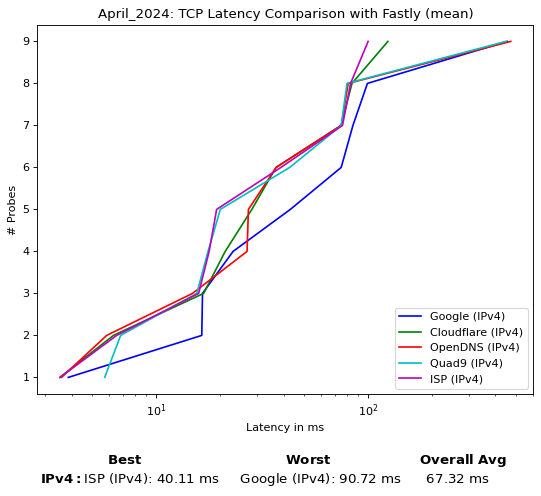 April_2024: TCP Latency Comparison with Fastly (mean)
# Probes
9
8
7
6
5
4
3
2
1
Google (IPv4)
Cloudflare (IPv4)
OpenDNS (IPv4)
Quad9 (IPv4)
ISP (IPv4)
10¹ 10²
Latency in ms
Best Worst Overall Avg
IPv4: ISP (IPv4): 40.11 ms Google (IPv4): 90.72 ms 67.32 ms